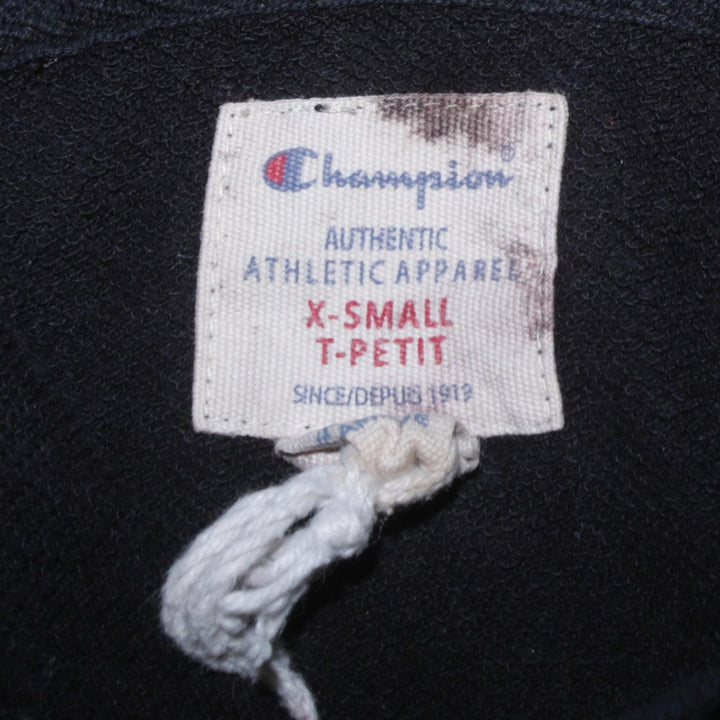 Champion®
AUTHENTIC
ATHLETIC APPAREL
X-SMALL
T-PETIT
SINCE/DEPUIS 1919